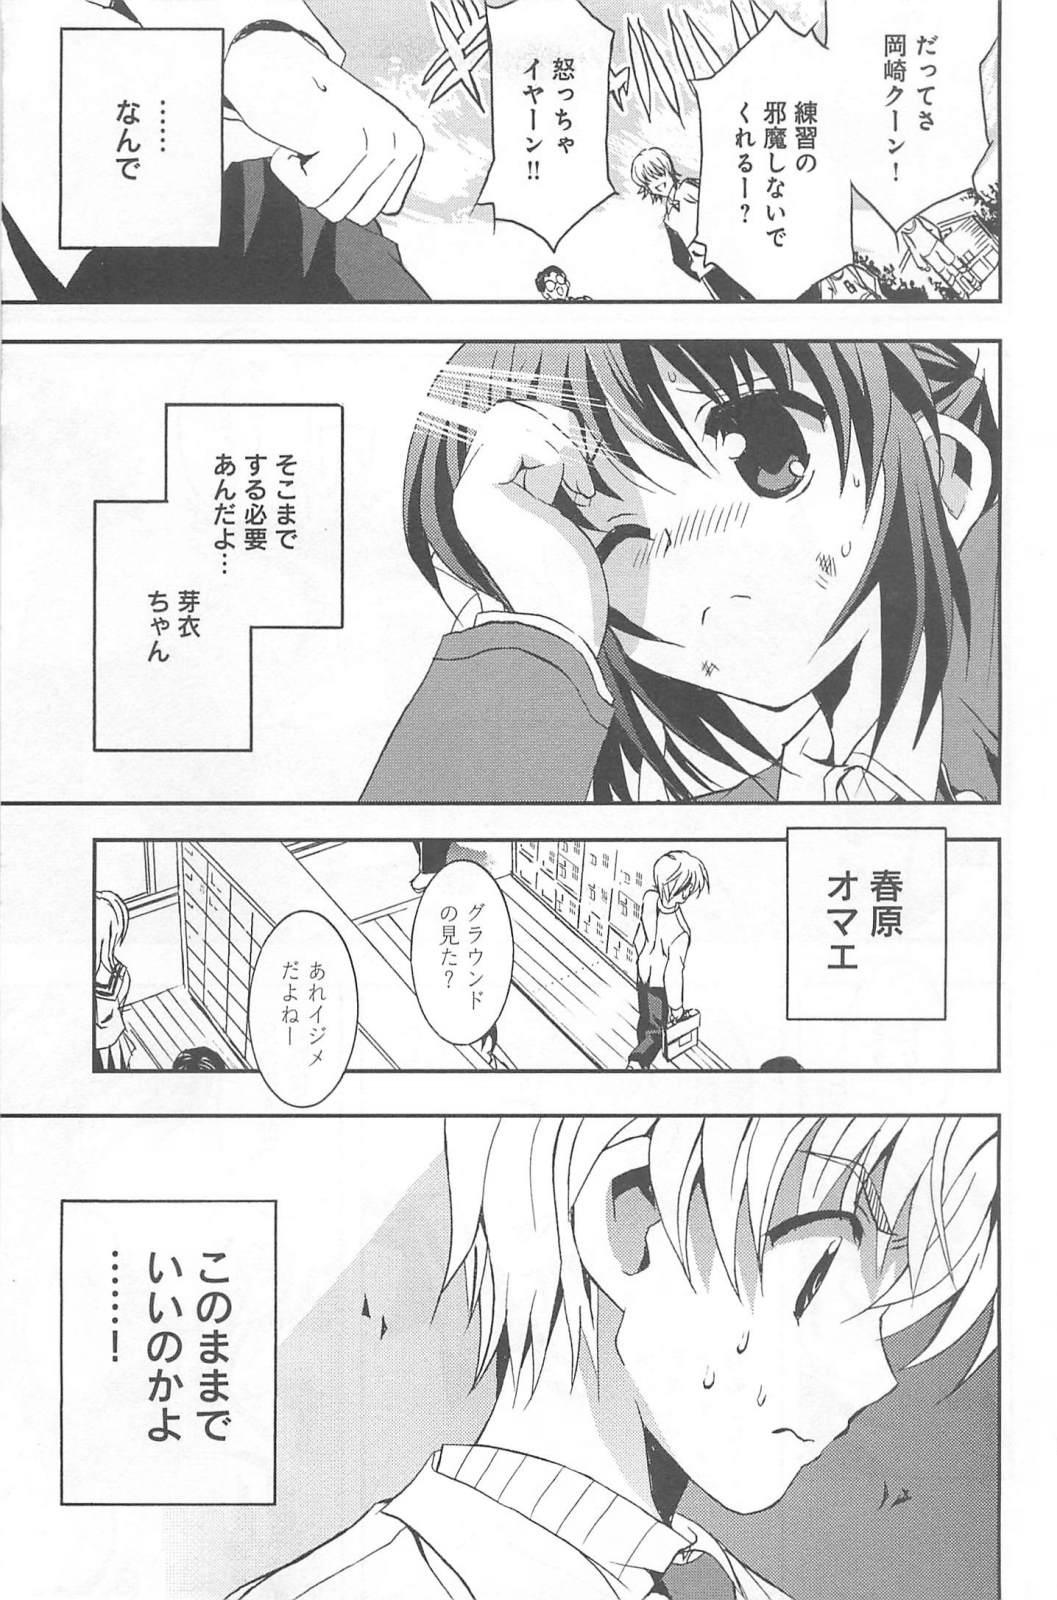 だってさ
岡崎クーン！
練習の
邪魔しないで
くれるー？
怒っちゃ
イヤーン!!
……
なんで
そこまで
する必要
あんだよ…
芽衣
ちゃん
春原
オマエ
グラウンド
の見た？
あれイジメ
だよねー
このままで
いいのかよ
……！